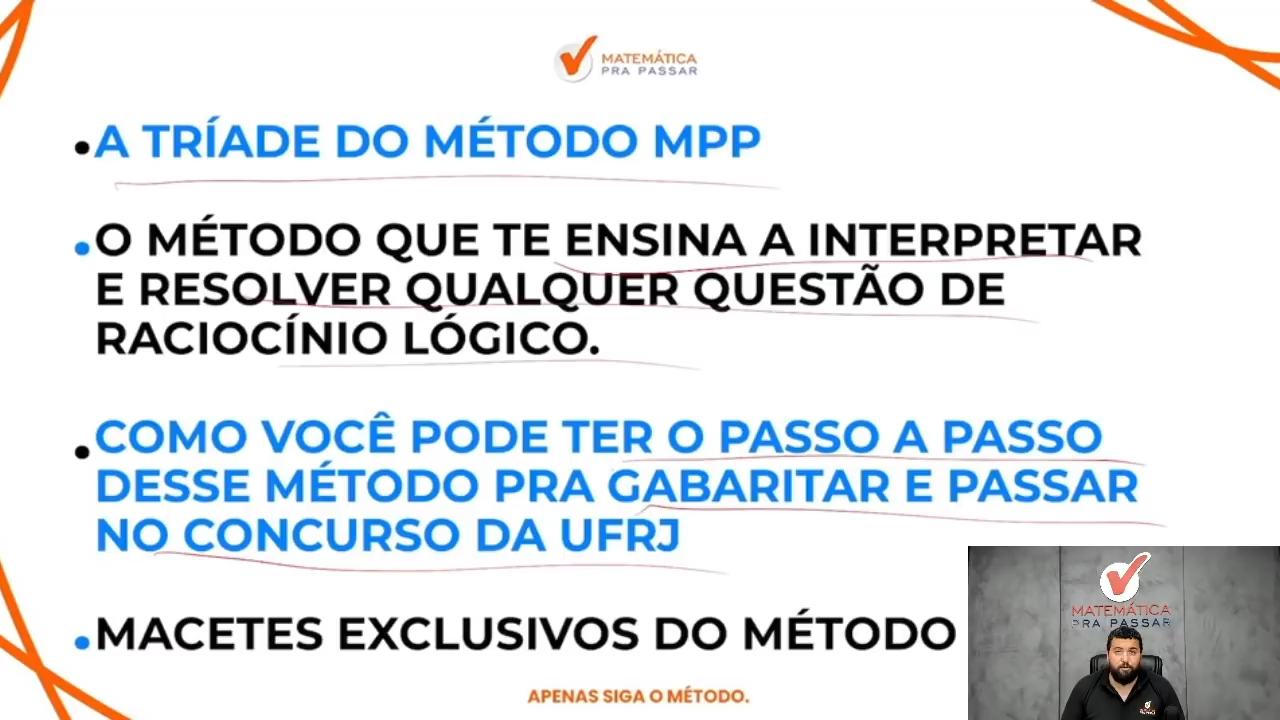 MATEMÁTICA
PRA PASSAR
A TRÍADE DO MÉTODO MPP
O MÉTODO QUE TE ENSINA A INTERPRETAR
E RESOLVER QUALQUER QUESTÃO DE
RACIOCÍNIO LÓGICO.
COMO VOCÊ PODE TER O PASSO A PASSO
DESSE MÉTODO PRA GABARITAR E PASSAR
NO CONCURSO DA UFRJ
MACETES EXCLUSIVOS DO MÉTODO
MATEMÁTICA
PRA PASSAR
APENAS SIGA O MÉTODO.